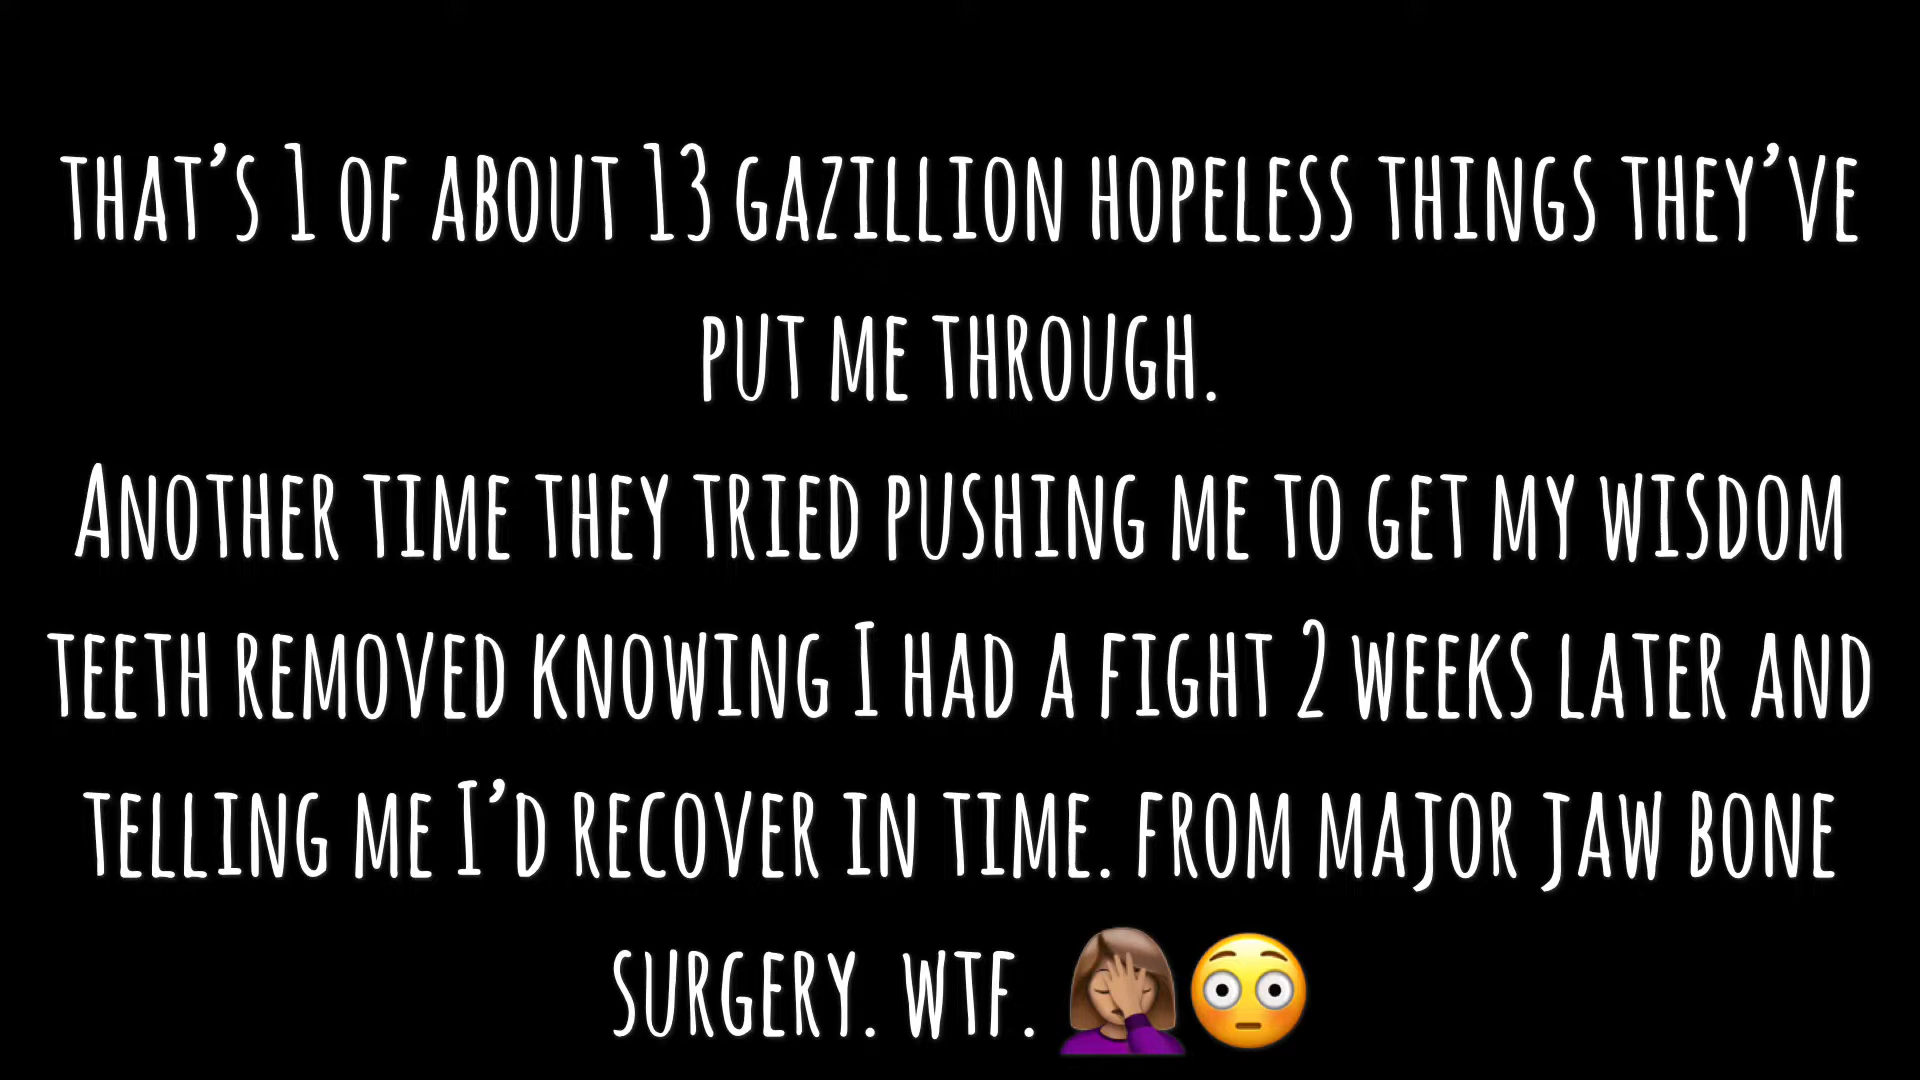 that’s 1 of about 13 gazillion hopeless things they’ve
put me through.
Another time they tried pushing me to get my wisdom
teeth removed knowing I had a fight 2 weeks later and
telling me I’d recover in time. from major jaw bone
surgery. wtf. 🤦🏽‍♀️😳